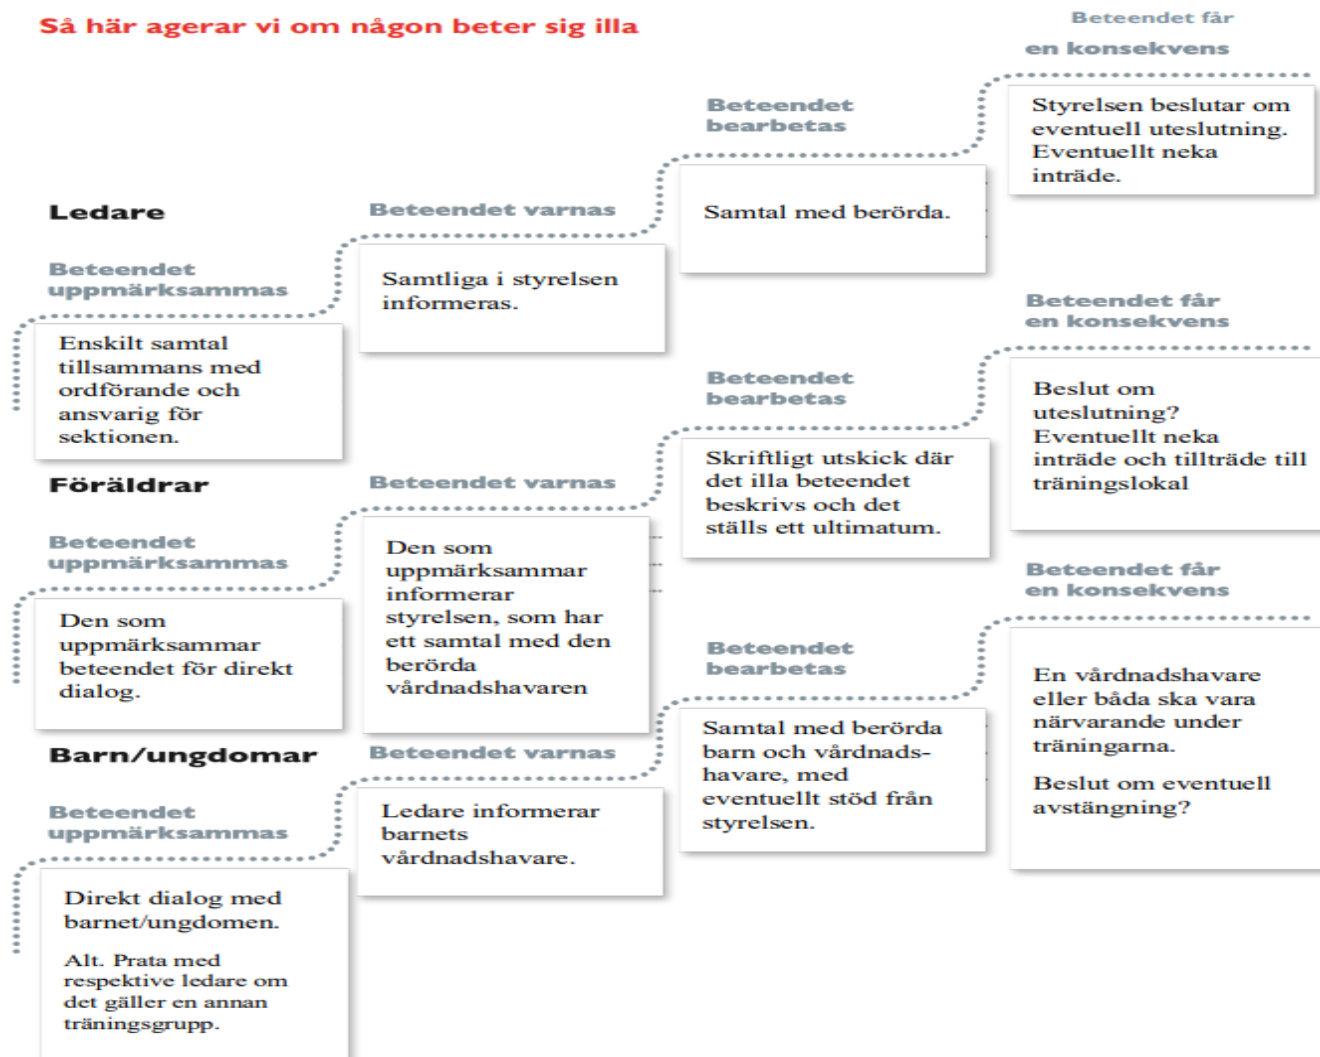 Så här agerar vi om någon beter sig illa
Ledare
Beteendet
uppmärksammas
Enskilt samtal
tillsammans med
ordförande och
ansvarig för
sektionen.
Beteendet varnas
Samtliga i styrelsen
informeras.
Beteendet
bearbetas
Samtal med berörda.
Beteendet får
en konsekvens
Styrelsen beslutar om
eventuell uteslutning.
Eventuellt neka
inträde.
Föräldrar
Beteendet
uppmärksammas
Den som
uppmärksammar
beteendet för direkt
dialog.
Beteendet varnas
Den som
uppmärksammar
informerar
styrelsen, som har
ett samtal med den
berörda
vårdnadshavaren
Beteendet
bearbetas
Skriftligt utskick där
det illa beteendet
beskrivs och det
ställs ett ultimatum.
Beteendet får
en konsekvens
Beslut om
uteslutning?
Eventuellt neka
inträde och tillträde till
träningslokal
Barn/ungdomar
Beteendet
uppmärksammas
Direkt dialog med
barnet/ungdomen.
Alt. Prata med
respektive ledare om
det gäller en annan
träningsgrupp.
Beteendet varnas
Ledare informerar
barnets
vårdnadshavare.
Beteendet
bearbetas
Samtal med berörda
barn och vårdnads-
havare, med
eventuellt stöd från
styrelsen.
Beteendet får
en konsekvens
En vårdnadshavare
eller båda ska vara
närvarande under
träningarna.
Beslut om eventuell
avstängning?